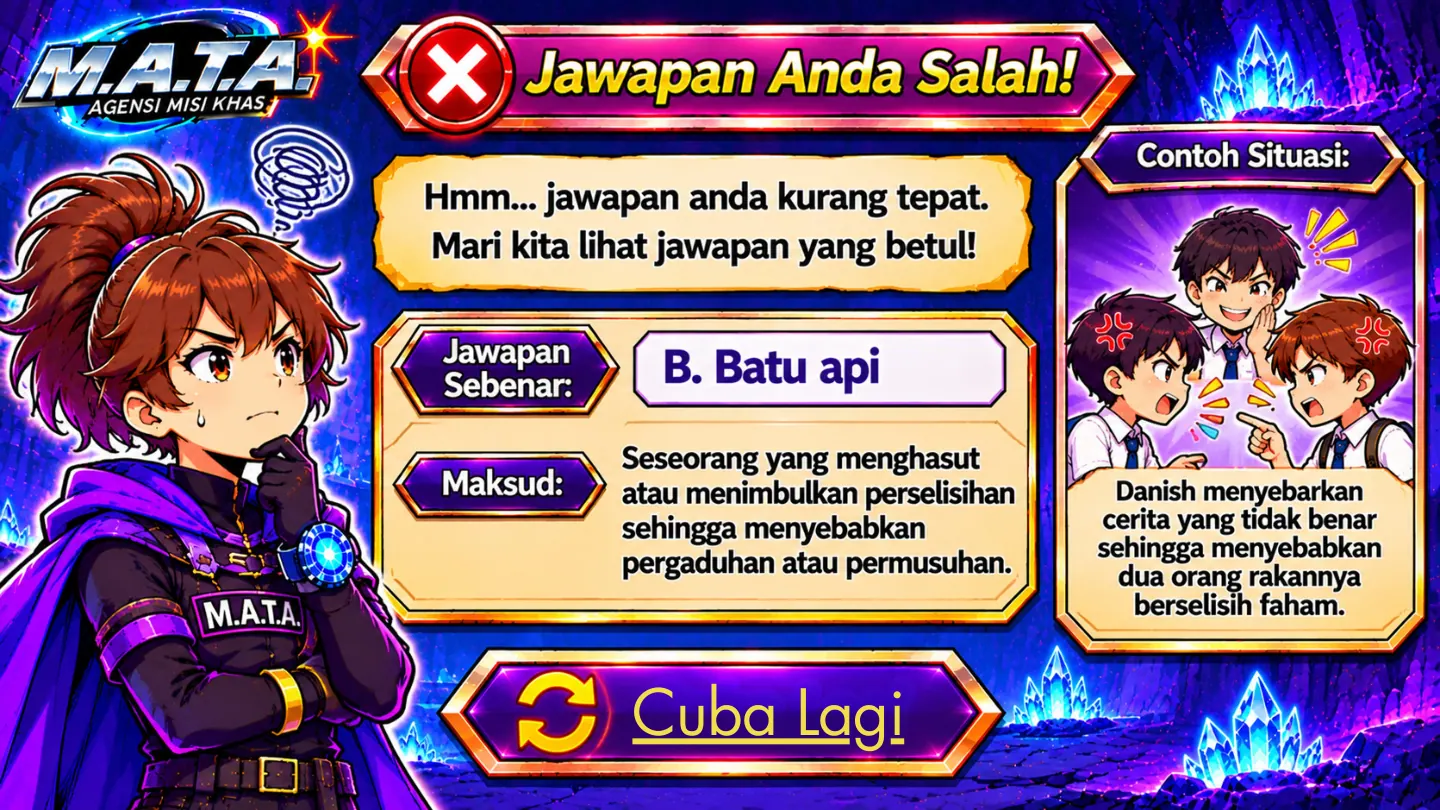 M.A.T.A.
AGENSI MISI KHAS
Jawapan Anda Salah!
Hmm... jawapan anda kurang tepat.
Mari kita lihat jawapan yang betul!
Jawapan
Sebenar:
B. Batu api
Maksud:
Seseorang yang menghasut
atau menimbulkan perselisihan
sehingga menyebabkan
pergaduhan atau permusuhan.
Contoh Situasi:
Danish menyebarkan
cerita yang tidak benar
sehingga menyebabkan
dua orang rakannya
berselisih faham.
M.A.T.A.
Cuba Lagi